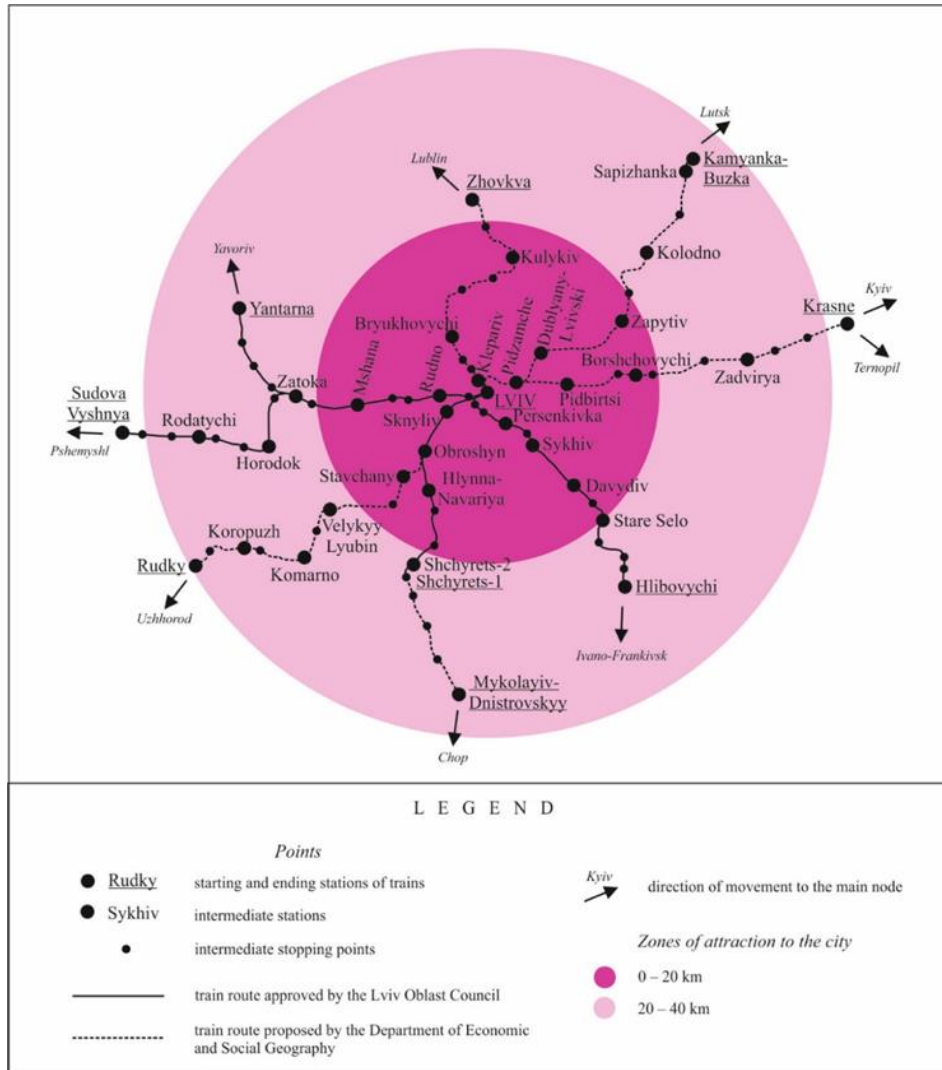 Lutsk
Kamyanka-
Buzka
Sapizhanka
Lublin
Zhovkva
Kulykiv
Kolodno
Yavoriv
Yantarna
Bryukhovychi
Klepariv
Pidzamche
Dublyany-
Lvivski
Zapytiv
Krasne
Kyiv
Ternopil
Borshchovychi
Zadvirya
Pidbirtsi
Zatoka
Mshana
Rudno
LVIV
Sudova
Vyshnya
Rodatychi
Pshemyshl
Horodok
Sknyliv
Persenkivka
Sykhiv
Obroshyn
Stavchany
Hlynna-
Navariya
Davydiv
Stare Selo
Velykyy
Lyubin
Koropuzh
Komarno
Rudky
Uzhhorod
Shchyrets-2
Shchyrets-1
Hlibovychi
Ivano-Frankivsk
Mykolayiv-
Dnistrovskyy
Chop
L E G E N D
Points
Rudky
starting and ending stations of trains
Sykhiv
intermediate stations
intermediate stopping points
train route approved by the Lviv Oblast Council
train route proposed by the Department of Economic
and Social Geography
Kyiv
direction of movement to the main node
Zones of attraction to the city
0 – 20 km
20 – 40 km